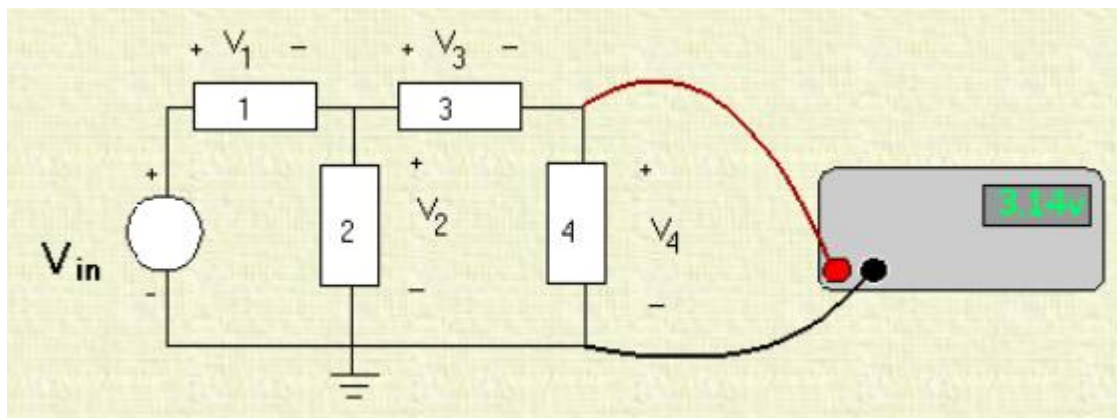 + V1 − + V3 −
1 3
+ + +
3.14v
2 V2 4 V4
Vin
− − −